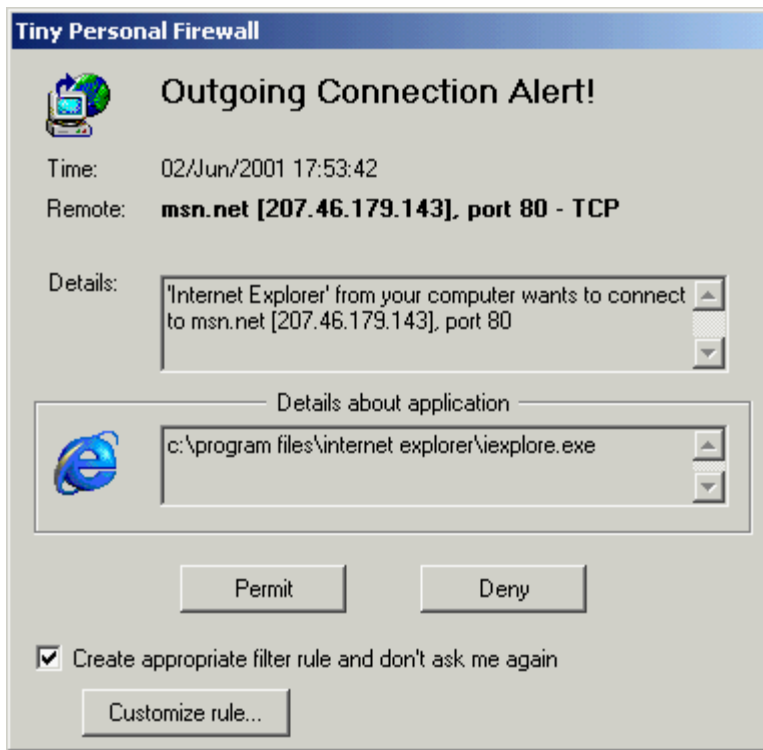 Tiny Personal Firewall
Outgoing Connection Alert!
Time: 02/Jun/2001 17:53:42
Remote: msn.net [207.46.179.143], port 80 - TCP
Details:
'Internet Explorer' from your computer wants to connect
to msn.net [207.46.179.143], port 80
Details about application
c:\program files\internet explorer\iexplore.exe
Permit Deny
Create appropriate filter rule and don't ask me again
Customize rule...